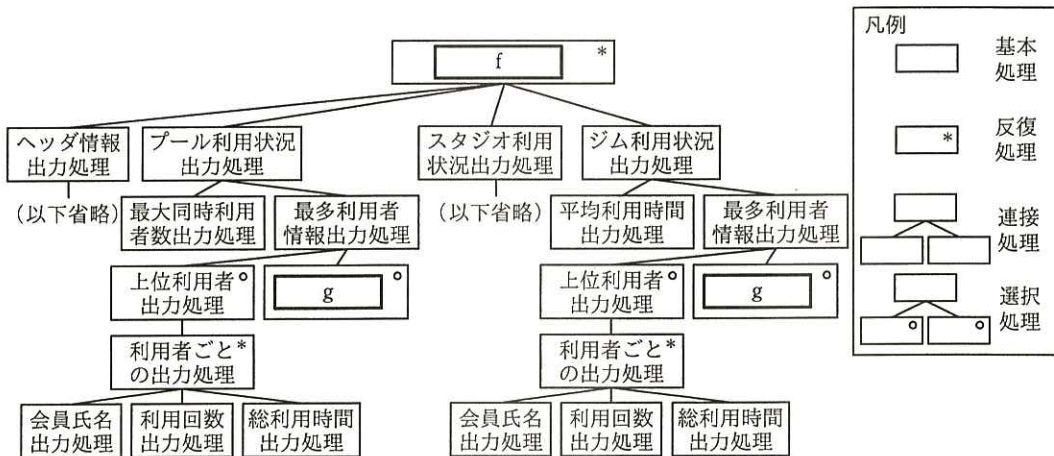 f
*
ヘッダ情報
出力処理
プール利用状況
出力処理
スタジオ利用
状況出力処理
ジム利用状況
出力処理
(以下省略)
最大同時利用
者数出力処理
最多利用者
情報出力処理
(以下省略)
平均利用時間
出力処理
最多利用者
情報出力処理
上位利用者
出力処理
g
上位利用者
出力処理
g
利用者ごと*
の出力処理
利用者ごと*
の出力処理
会員氏名
出力処理
利用回数
出力処理
総利用時間
出力処理
会員氏名
出力処理
利用回数
出力処理
総利用時間
出力処理
凡例
基本
処理
*
反復
処理
連接
処理
選択
処理